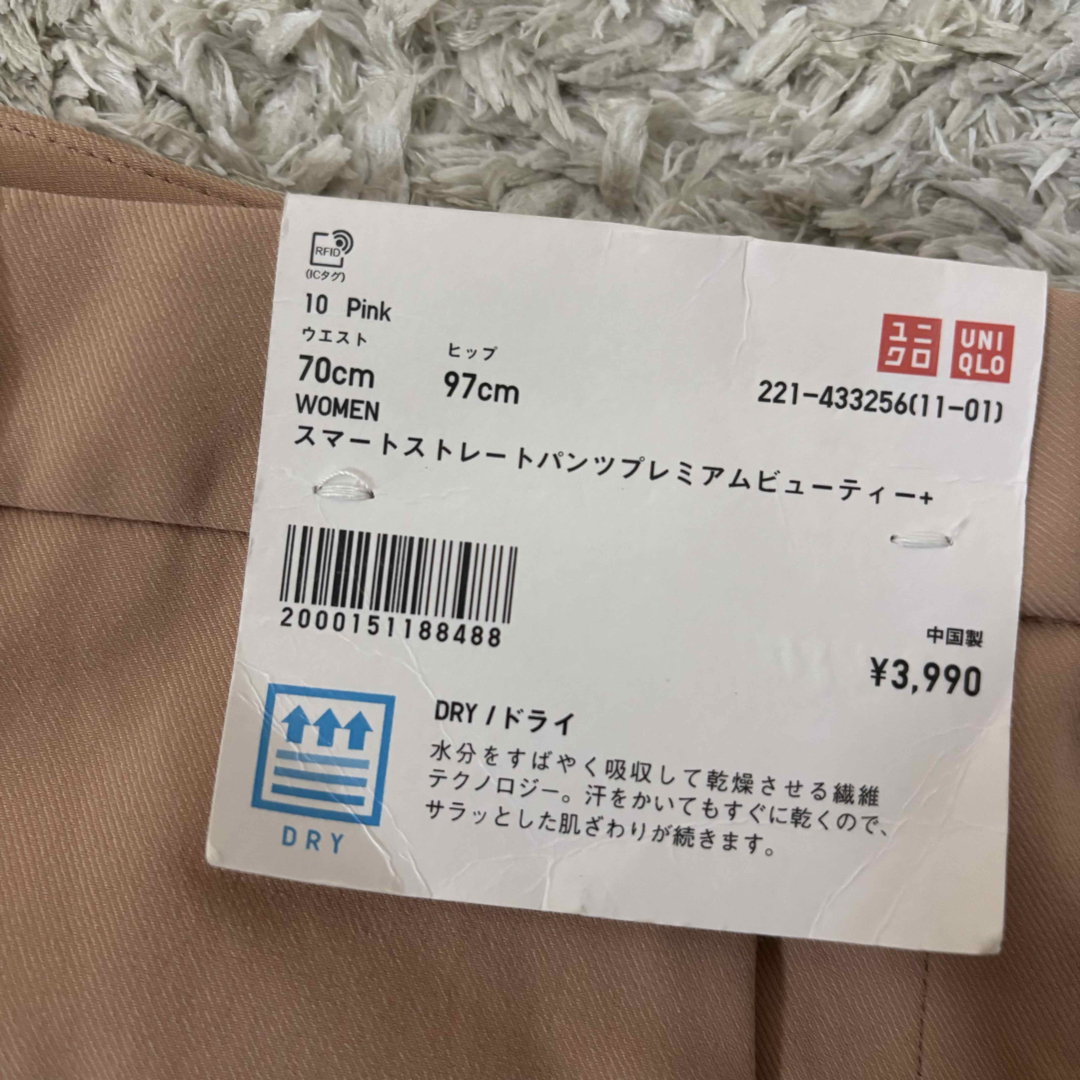 RFID
(ICタグ)
10 Pink
ウエスト
70cm
ヒップ
97cm
WOMEN
ユニ
クロ
UNI
QLO
221-433256(11-01)
スマートストレートパンツプレミアムビューティー+
2000151188488
中国製
¥3,990
DRY
DRY / ドライ
水分をすばやく吸収して乾燥させる繊維
テクノロジー。汗をかいてもすぐに乾くので、
サラッとした肌ざわりが続きます。